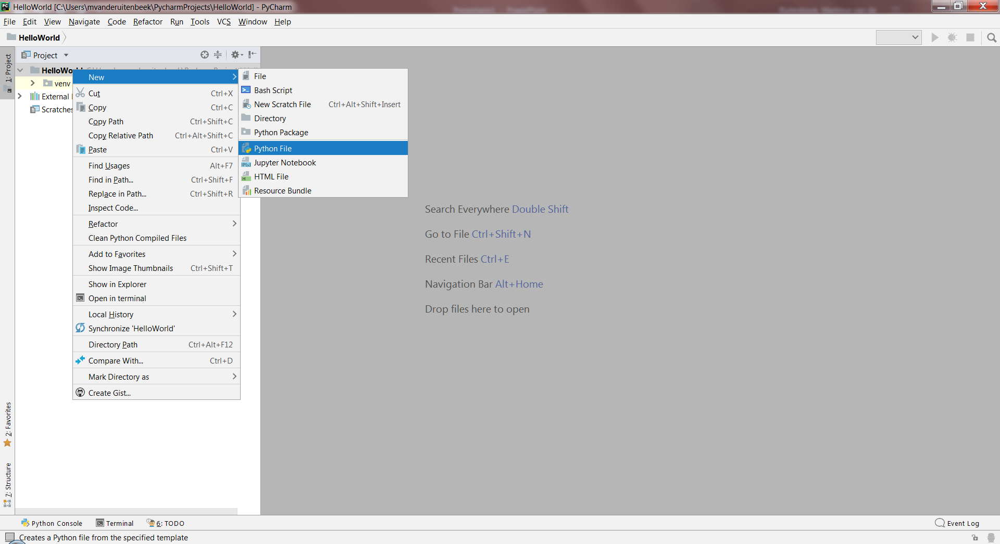 HelloWorld [C:\Users\mvanderuitenbeek\PycharmProjects\HelloWorld] - PyCharm
File Edit View Navigate Code Refactor Run Tools VCS Window Help
HelloWorld
1: Project
Project
HelloWo
venv
External
Scratches
New
Cut Ctrl+X
Copy Ctrl+C
Copy Path Ctrl+Shift+C
Copy Relative Path Ctrl+Alt+Shift+C
Paste Ctrl+V
Find Usages Alt+F7
Find in Path... Ctrl+Shift+F
Replace in Path... Ctrl+Shift+R
Inspect Code...
Refactor
Clean Python Compiled Files
Add to Favorites
Show Image Thumbnails Ctrl+Shift+T
Show in Explorer
Open in terminal
Local History
Synchronize 'HelloWorld'
Directory Path Ctrl+Alt+F12
Compare With... Ctrl+D
Mark Directory as
Create Gist...
File
Bash Script
New Scratch File Ctrl+Alt+Shift+Insert
Directory
Python Package
Python File
Jupyter Notebook
HTML File
Resource Bundle
Search Everywhere Double Shift
Go to File Ctrl+Shift+N
Recent Files Ctrl+E
Navigation Bar Alt+Home
Drop files here to open
2: Favorites
7: Structure
Python Console Terminal 6: TODO Event Log
Creates a Python file from the specified template